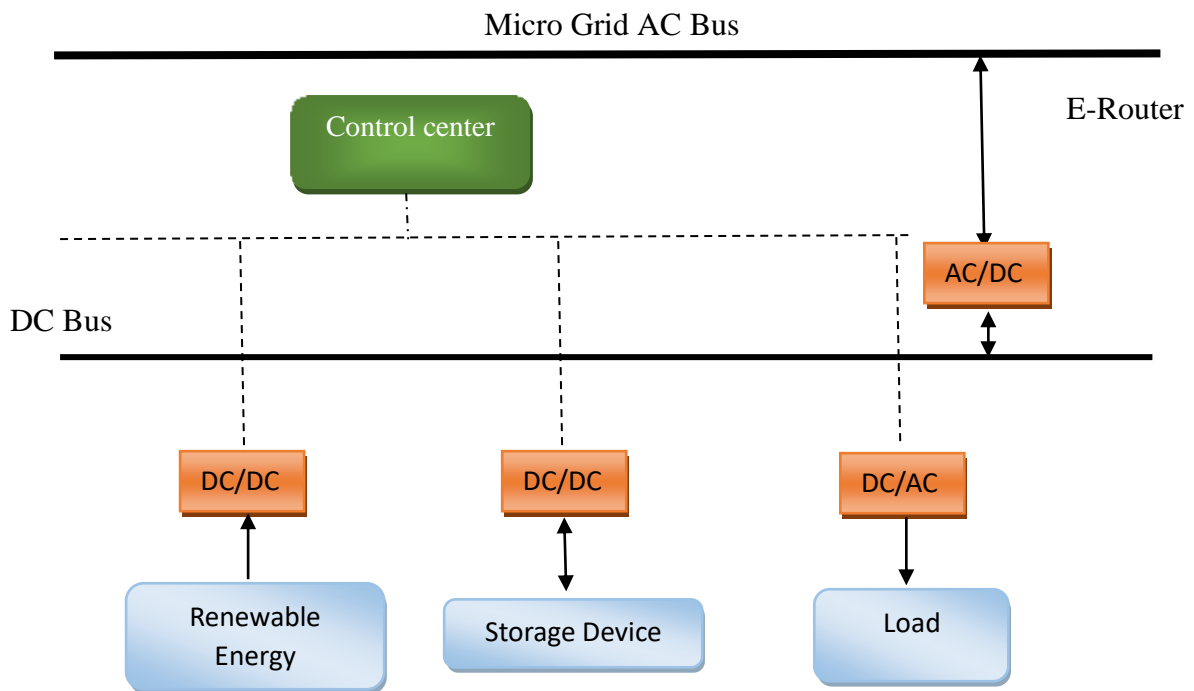 Micro Grid AC Bus
E-Router
Control center
AC/DC
DC Bus
DC/DC
DC/DC
DC/AC
Renewable
Energy
Storage Device
Load